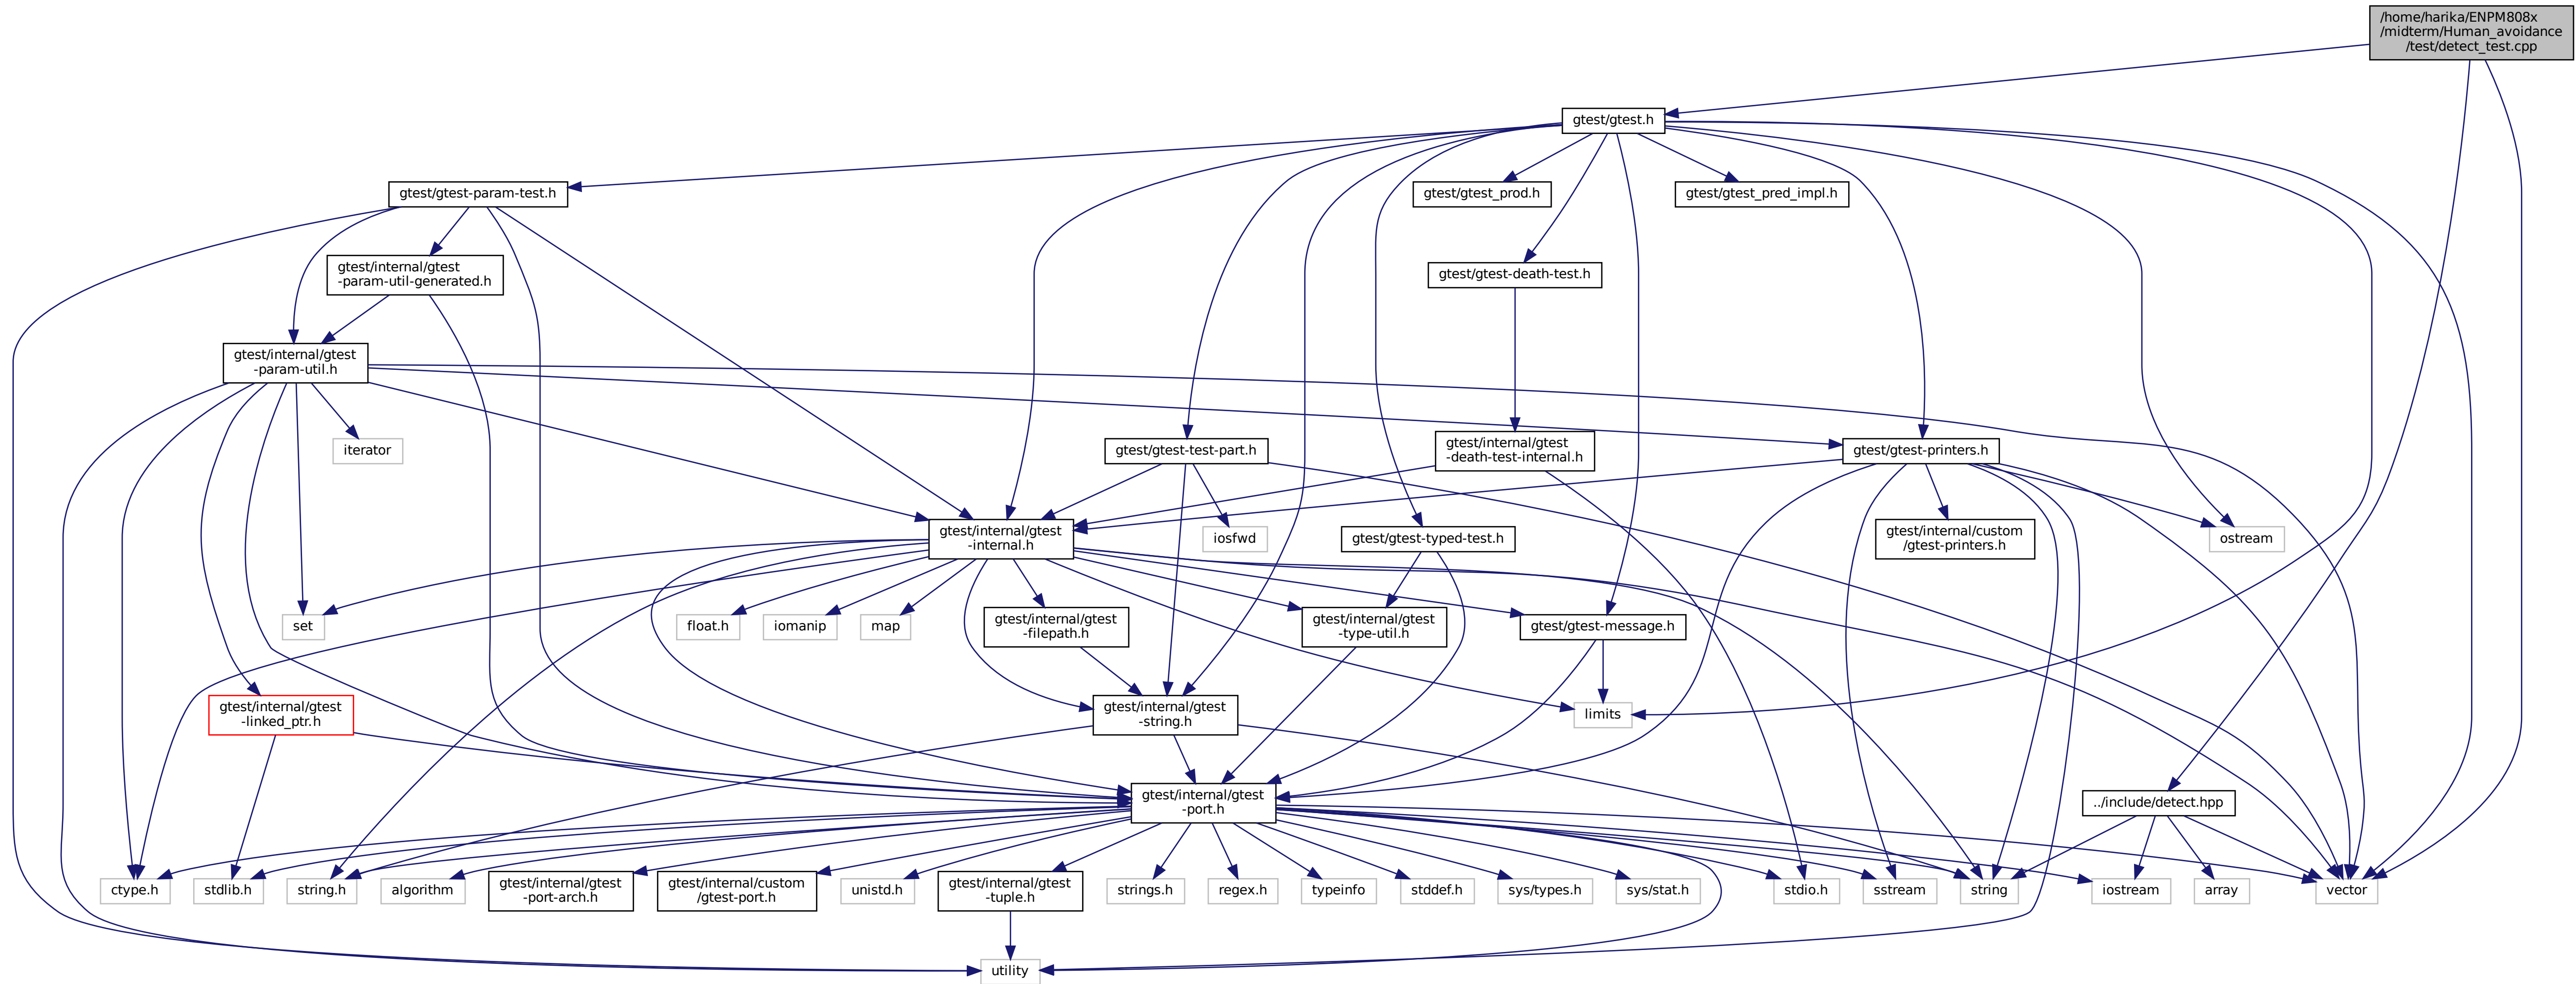 /home/harika/ENPM808x
/midterm/Human_avoidance
/test/detect_test.cpp
gtest/gtest.h
gtest/gtest-param-test.h
gtest/gtest_prod.h
gtest/gtest_pred_impl.h
gtest/internal/gtest
-param-util-generated.h
gtest/gtest-death-test.h
gtest/internal/gtest
-param-util.h
iterator
gtest/gtest-test-part.h
gtest/internal/gtest
-death-test-internal.h
gtest/gtest-printers.h
gtest/internal/gtest
-internal.h
iosfwd
gtest/gtest-typed-test.h
gtest/internal/custom
/gtest-printers.h
ostream
set
float.h
iomanip
map
gtest/internal/gtest
-filepath.h
gtest/internal/gtest
-type-util.h
gtest/gtest-message.h
gtest/internal/gtest
-linked_ptr.h
gtest/internal/gtest
-string.h
limits
gtest/internal/gtest
-port.h
../include/detect.hpp
ctype.h
stdlib.h
string.h
algorithm
gtest/internal/gtest
-port-arch.h
gtest/internal/custom
/gtest-port.h
unistd.h
gtest/internal/gtest
-tuple.h
strings.h
regex.h
typeinfo
stddef.h
sys/types.h
sys/stat.h
stdio.h
sstream
string
iostream
array
vector
utility